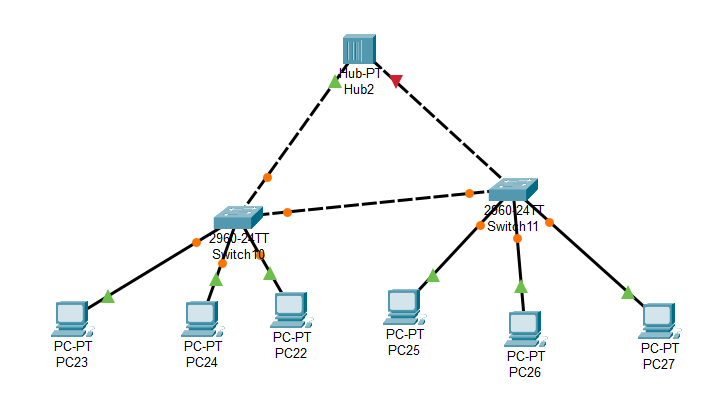 Hub-PT
Hub2
2960-24TT
Switch10
2960-24TT
Switch11
PC-PT
PC23
PC-PT
PC24
PC-PT
PC22
PC-PT
PC25
PC-PT
PC26
PC-PT
PC27